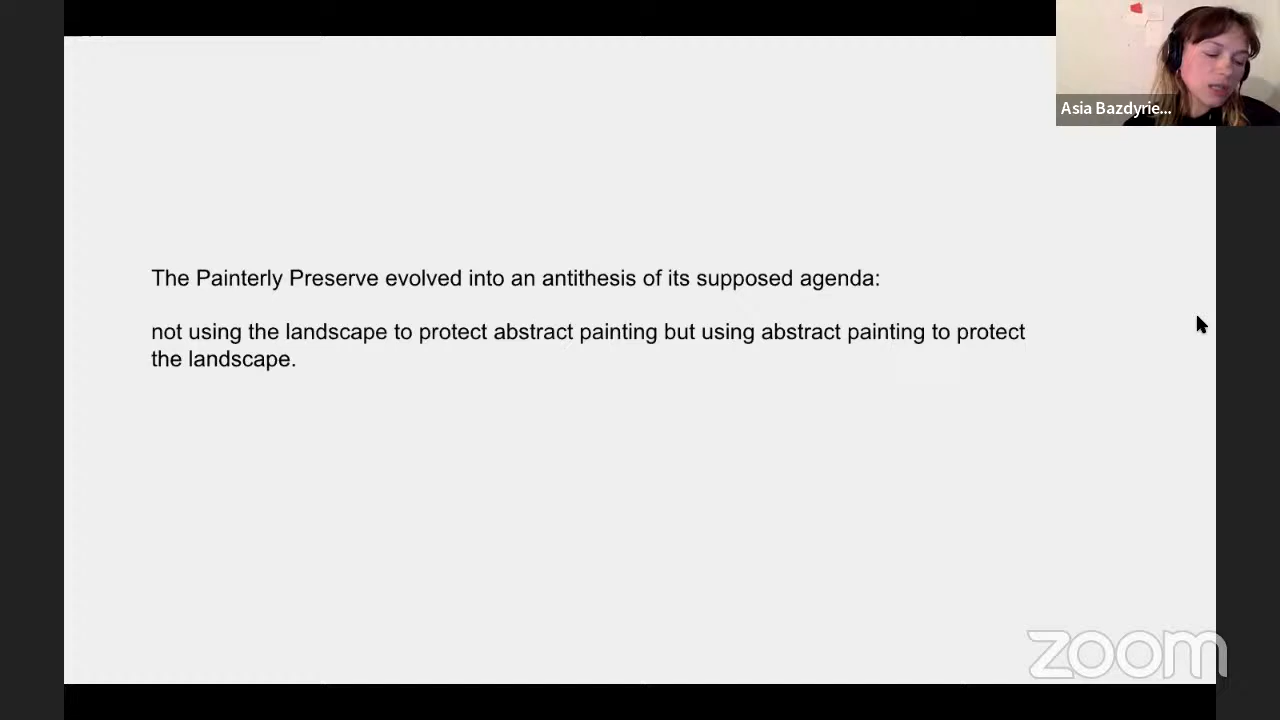 Asia Bazdyrie...
The Painterly Preserve evolved into an antithesis of its supposed agenda:
not using the landscape to protect abstract painting but using abstract painting to protect
the landscape.
zoom